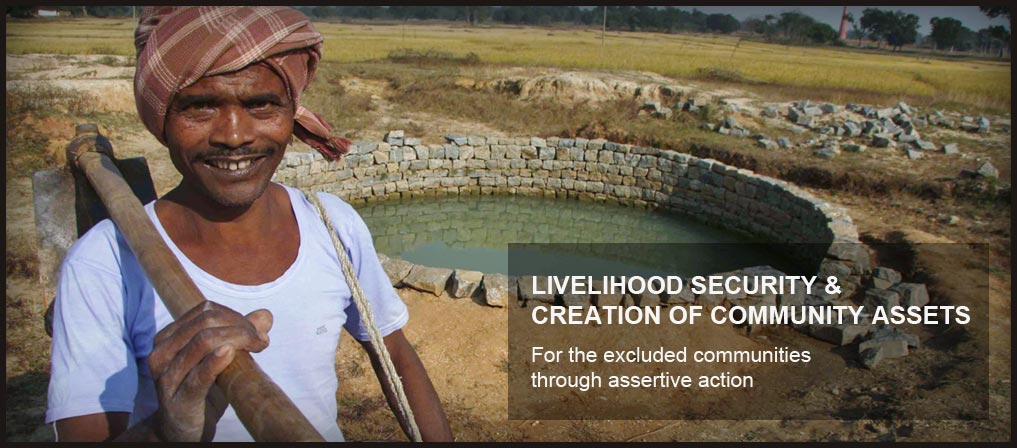 LIVELIHOOD SECURITY &
CREATION OF COMMUNITY ASSETS
For the excluded communities
through assertive action